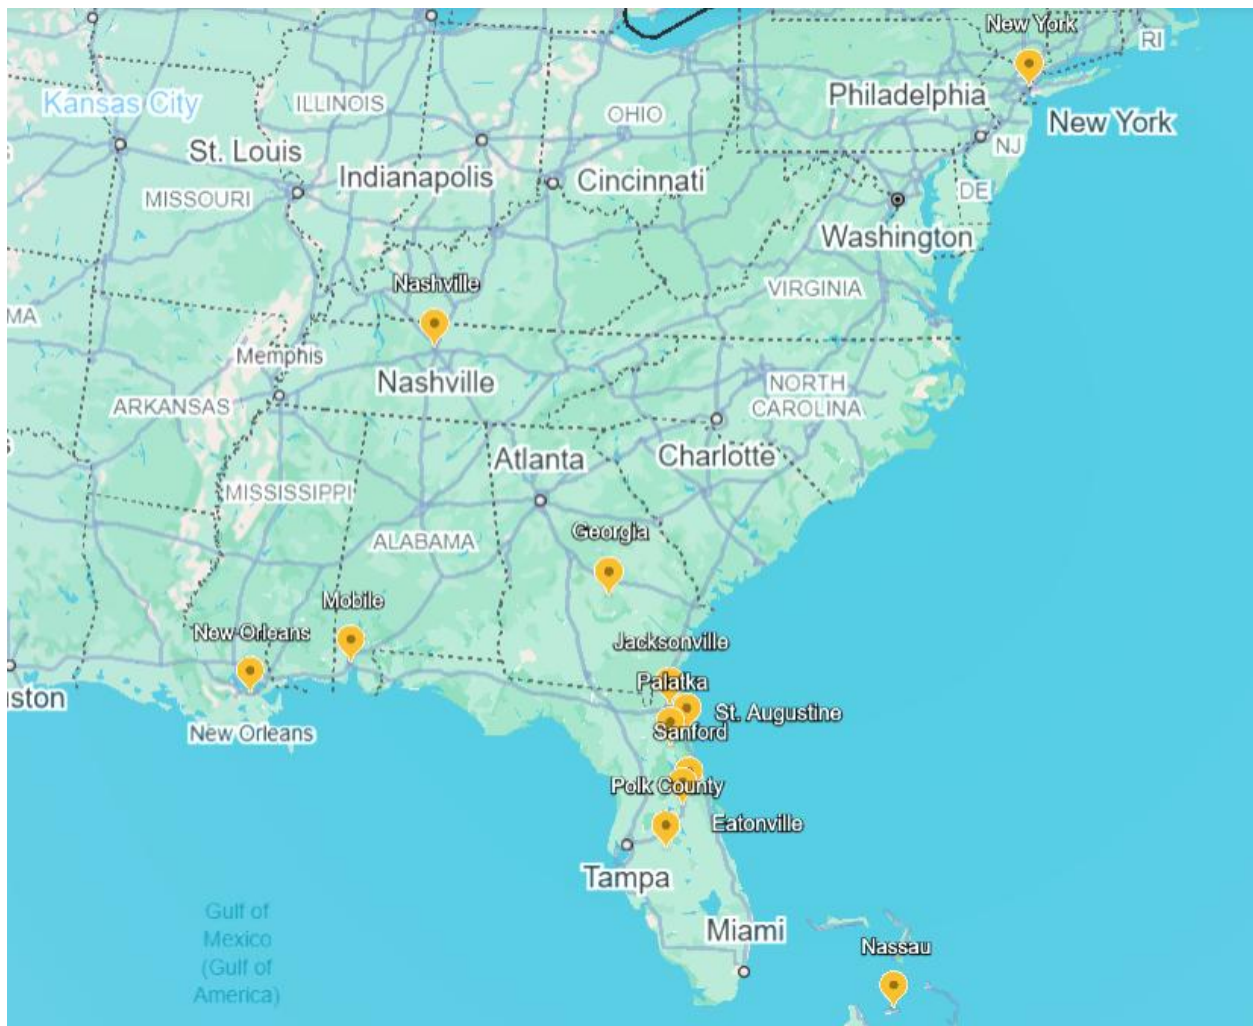 New York
RI
Kansas City
ILLINOIS
OHIO
Philadelphia
New York
NJ
St. Louis
Indianapolis
Cincinnati
MISSOURI
DE
Washington
Nashville
VIRGINIA
MA
Memphis
Nashville
NORTH
CAROLINA
ARKANSAS
Atlanta
Charlotte
MISSISSIPPI
Georgia
ALABAMA
Mobile
New Orleans
Jacksonville
Palatka
ston
St. Augustine
New Orleans
Sanford
Polk County
Eatonville
Tampa
Gulf of
Mexico
(Gulf of
America)
Miami
Nassau